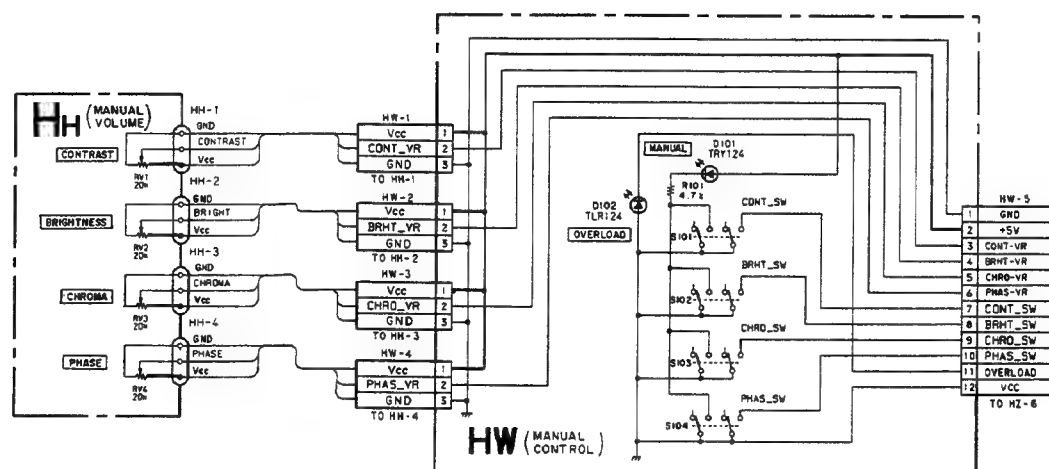 HH (MANUAL VOLUME)
HH-1
GND
CONTRAST
Vcc
CONTRAST
RV1
HH-2
GND
BRIGHT
Vcc
BRIGHTNESS
RV2
HH-3
GND
CHROMA
Vcc
CHROMA
RV3
HH-4
GND
PHASE
Vcc
PHASE
RV4
HW-1
Vcc 1
CONT_VR 2
GND 3
TO HH-1
HW-2
Vcc 1
BRHT_VR 2
GND 3
TO HH-2
HW-3
Vcc 1
CHRO_VR 2
GND 3
TO HH-3
HW-4
Vcc 1
PHAS_VR 2
GND 3
TO HH-4
MANUAL
D101
TRY124
R101
D102
TLR124
OVERLOAD
CONT_SW
S101
BRHT_SW
S102
CHRO_SW
S103
PHAS_SW
S104
HW (MANUAL CONTROL)
HW-5
1 GND
2 +5V
3 CONT-VR
4 BRHT-VR
5 CHRO-VR
6 PHAS-VR
7 CONT_SW
8 BRHT_SW
9 CHRO_SW
10 PHAS_SW
11 OVERLOAD
12 VCC
TO HZ-6